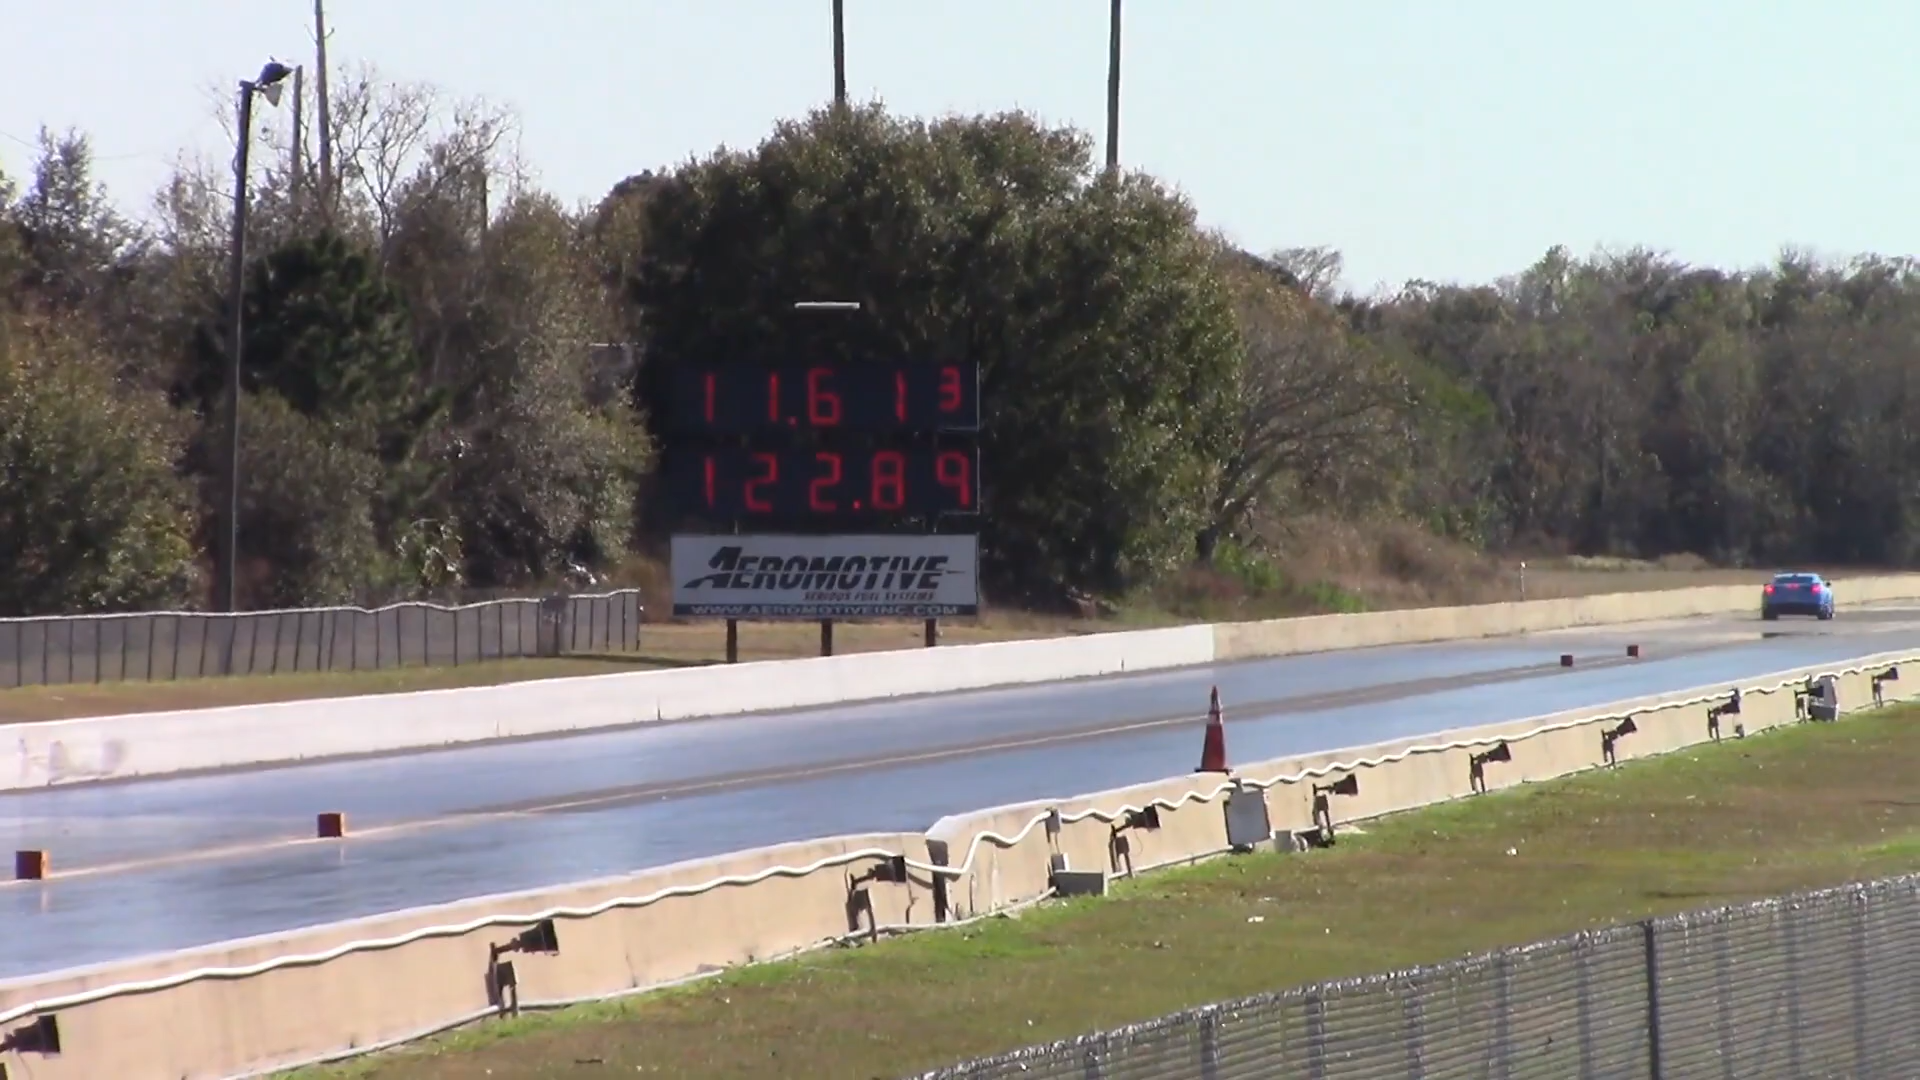 11.613
122.89
AEROMOTIVE
SERIOUS FUEL SYSTEMS
WWW.AEROMOTIVEINC.COM